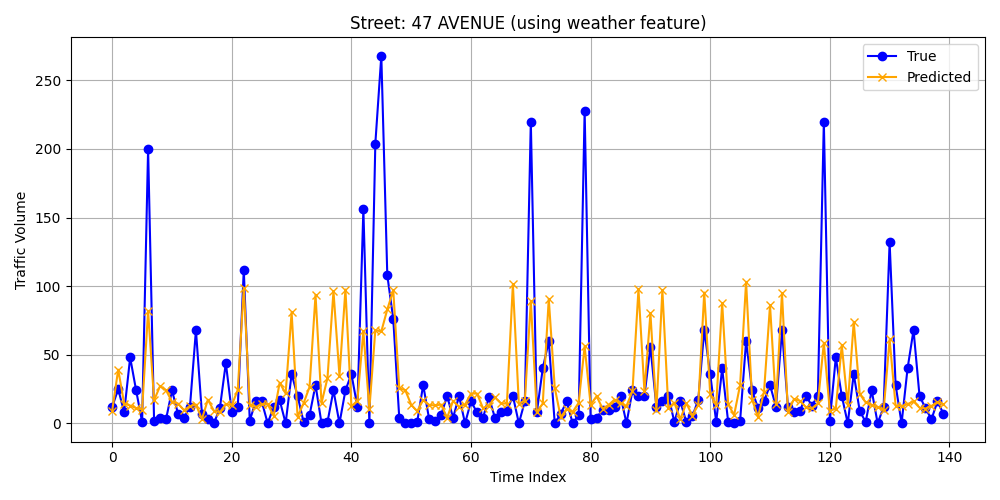 Street: 47 AVENUE (using weather feature)
True
Predicted
Traffic Volume
250
200
150
100
50
0
0 20 40 60 80 100 120 140
Time Index